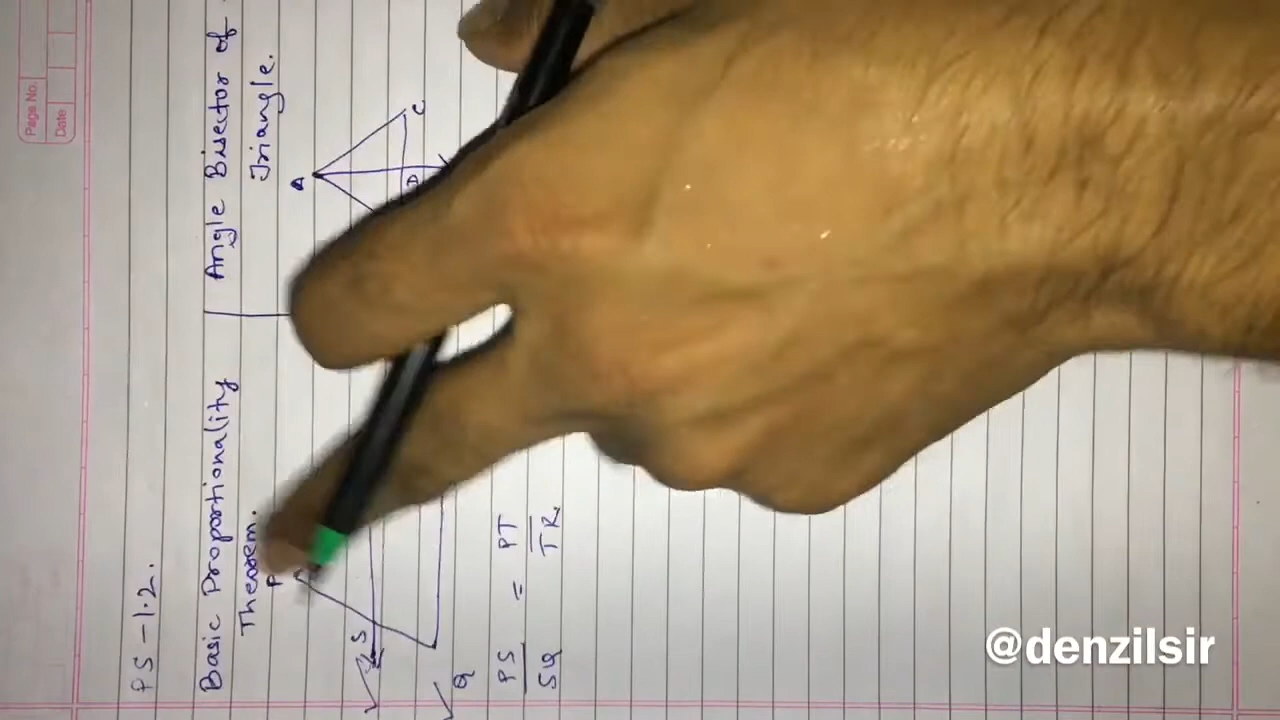 Page No.
Date
PS-1.2.
Basic Proportionality
Theorem.
P
S
Q
PS = PT
SQ TR
Angle Bisector of
Triangle.
A
D
C
@denzilsir